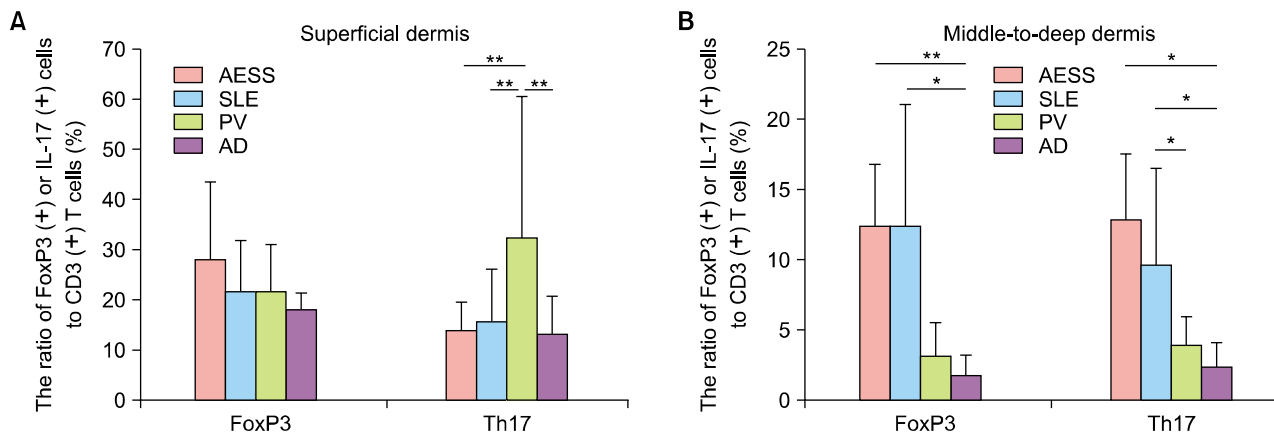 A
Superficial dermis
The ratio of FoxP3 (+) or IL-17 (+) cells
to CD3 (+) T cells (%)
70
60
50
40
30
20
10
0
AESS
SLE
PV
AD
**
** **
FoxP3
Th17
B
Middle-to-deep dermis
The ratio of FoxP3 (+) or IL-17 (+) cells
to CD3 (+) T cells (%)
25
20
15
10
5
0
AESS
SLE
PV
AD
**
*
*
*
*
FoxP3
Th17